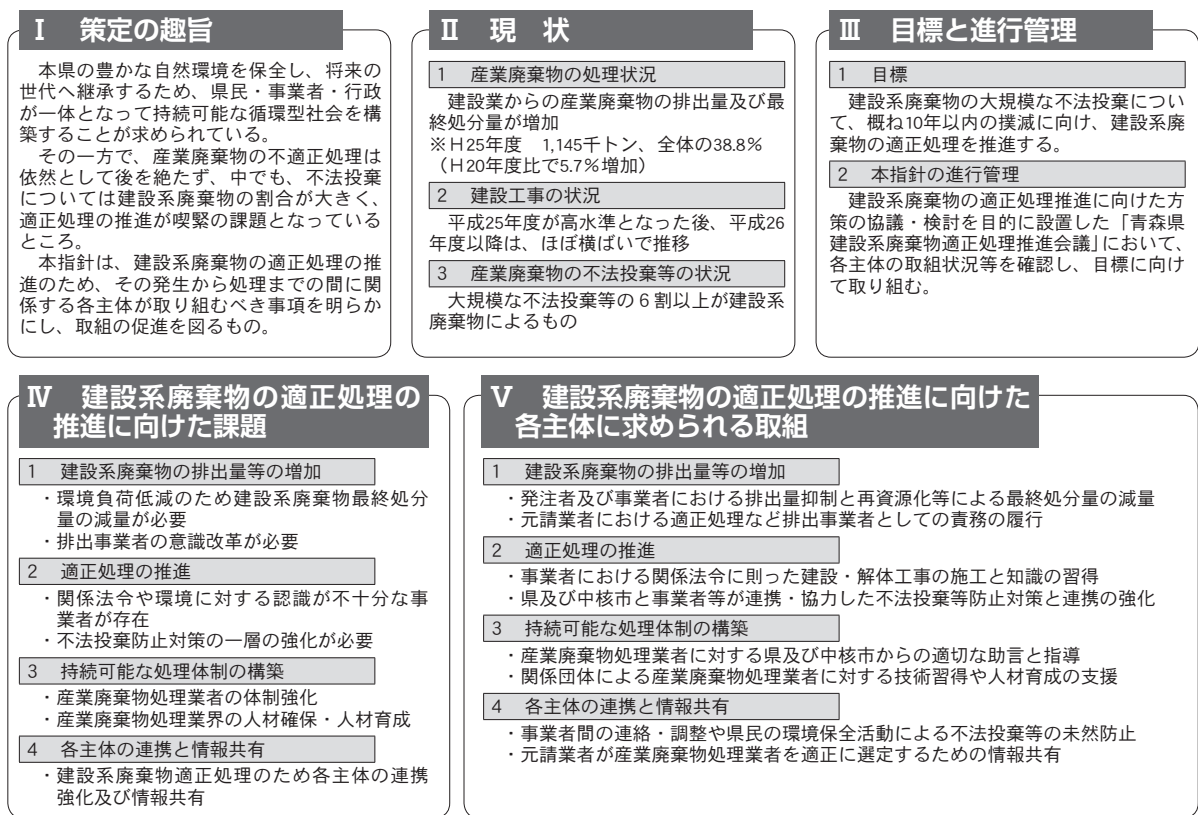 Ⅰ 策定の趣旨
本県の豊かな自然環境を保全し、将来の
世代へ継承するため、県民・事業者・行政
が一体となって持続可能な循環型社会を構
築することが求められている。
その一方で、産業廃棄物の不適正処理は
依然として後を絶たず、中でも、不法投棄
については建設系廃棄物の割合が大きく、
適正処理の推進が喫緊の課題となっている
ところ。
本指針は、建設系廃棄物の適正処理の推
進のため、その発生から処理までの間に関
係する各主体が取り組むべき事項を明らか
にし、取組の促進を図るもの。
Ⅱ 現 状
1 産業廃棄物の処理状況
建設業からの産業廃棄物の排出量及び最
終処分量が増加
※H25年度 1,145千トン、全体の38.8%
(H20年度比で5.7%増加)
2 建設工事の状況
平成25年度が高水準となった後、平成26
年度以降は、ほぼ横ばいで推移
3 産業廃棄物の不法投棄等の状況
大規模な不法投棄等の6割以上が建設系
廃棄物によるもの
Ⅲ 目標と進行管理
1 目標
建設系廃棄物の大規模な不法投棄につい
て、概ね10年以内の撲滅に向け、建設系廃
棄物の適正処理を推進する。
2 本指針の進行管理
建設系廃棄物の適正処理推進に向けた方
策の協議・検討を目的に設置した「青森県
建設系廃棄物適正処理推進会議」において、
各主体の取組状況等を確認し、目標に向け
て取り組む。
Ⅳ 建設系廃棄物の適正処理の
推進に向けた課題
1 建設系廃棄物の排出量等の増加
・環境負荷低減のため建設系廃棄物最終処分
量の減量が必要
・排出事業者の意識改革が必要
2 適正処理の推進
・関係法令や環境に対する認識が不十分な事
業者が存在
・不法投棄防止対策の一層の強化が必要
3 持続可能な処理体制の構築
・産業廃棄物処理業者の体制強化
・産業廃棄物処理業界の人材確保・人材育成
4 各主体の連携と情報共有
・建設系廃棄物適正処理のため各主体の連携
強化及び情報共有
Ⅴ 建設系廃棄物の適正処理の推進に向けた
各主体に求められる取組
1 建設系廃棄物の排出量等の増加
・発注者及び事業者における排出量抑制と再資源化等による最終処分量の減量
・元請業者における適正処理など排出事業者としての責務の履行
2 適正処理の推進
・事業者における関係法令に則った建設・解体工事の施工と知識の習得
・県及び中核市と事業者等が連携・協力した不法投棄等防止対策と連携の強化
3 持続可能な処理体制の構築
・産業廃棄物処理業者に対する県及び中核市からの適切な助言と指導
・関係団体による産業廃棄物処理業者に対する技術習得や人材育成の支援
4 各主体の連携と情報共有
・事業者間の連絡・調整や県民の環境保全活動による不法投棄等の未然防止
・元請業者が産業廃棄物処理業者を適正に選定するための情報共有